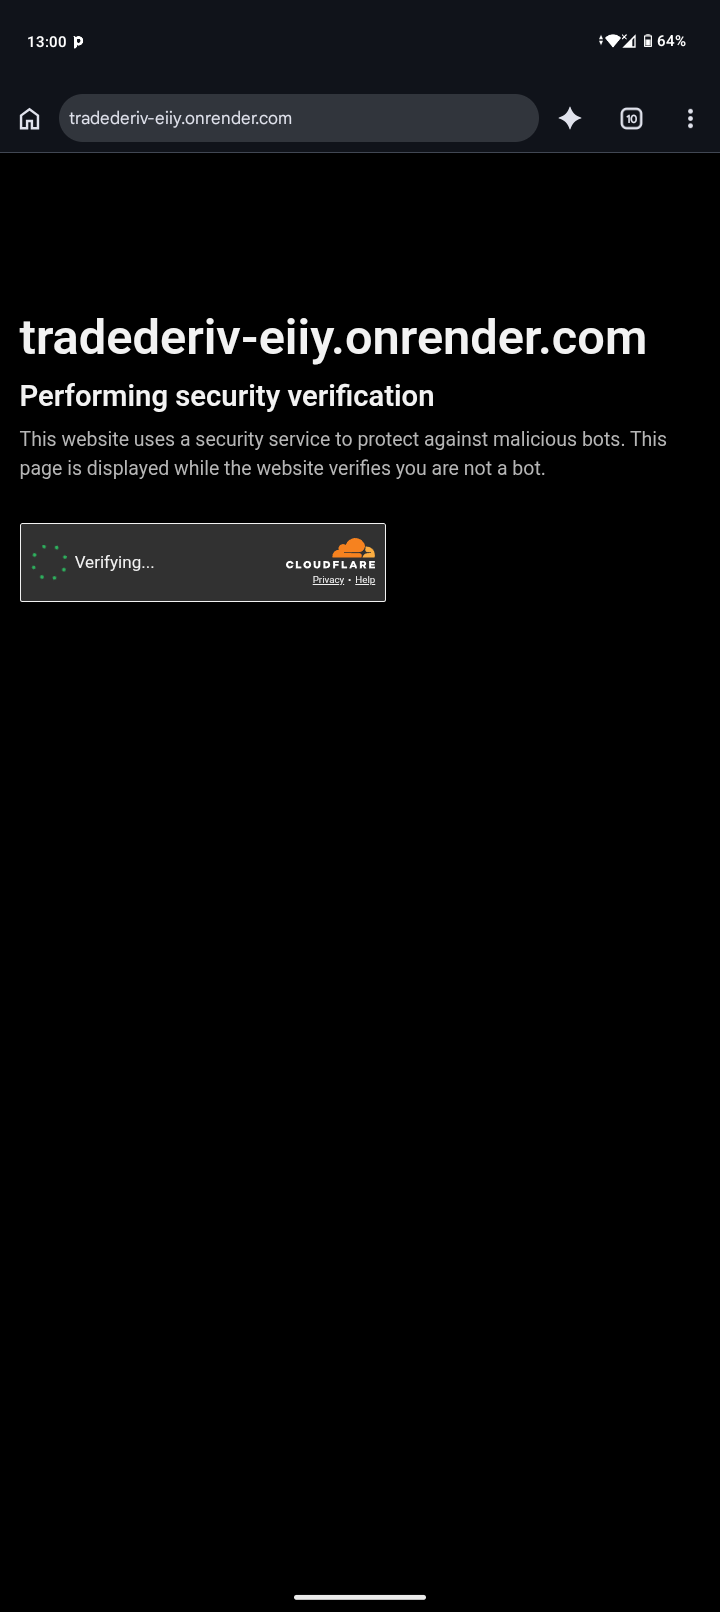 13:00
64%
tradederiv-eiiy.onrender.com
10
tradederiv-eiiy.onrender.com
Performing security verification
This website uses a security service to protect against malicious bots. This
page is displayed while the website verifies you are not a bot.
Verifying...
CLOUDFLARE
Privacy • Help